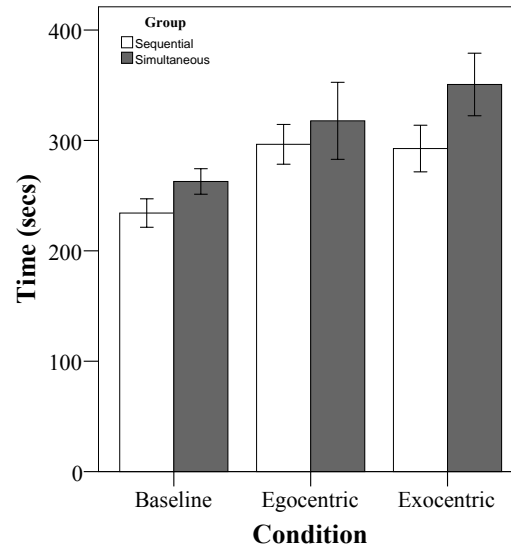 Group
Sequential
Simultaneous
400
300
200
100
0
Time (secs)
Baseline Egocentric Exocentric
Condition